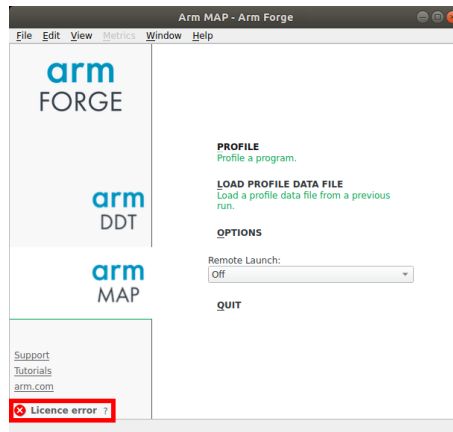 Arm MAP - Arm Forge
File Edit View Metrics Window Help
arm
FORGE
PROFILE
Profile a program.
LOAD PROFILE DATA FILE
Load a profile data file from a previous
run.
arm
DDT
OPTIONS
Remote Launch:
Off
arm
MAP
QUIT
Support
Tutorials
arm.com
Licence error ?